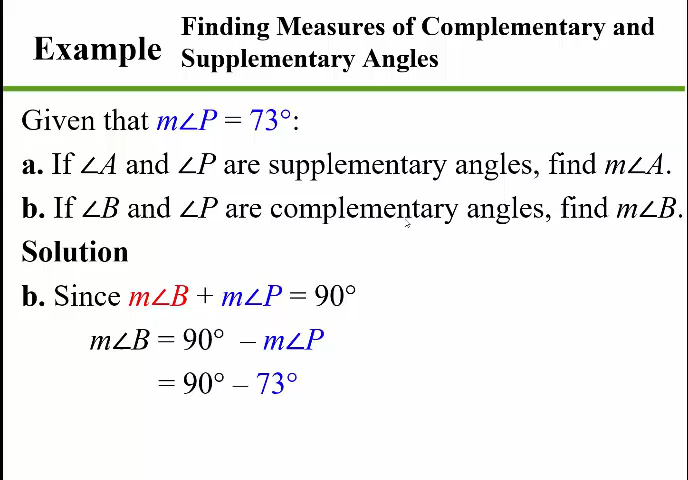 Example
Finding Measures of Complementary and
Supplementary Angles
Given that m∠P = 73°:
a. If ∠A and ∠P are supplementary angles, find m∠A.
b. If ∠B and ∠P are complementary angles, find m∠B.
Solution
b. Since m∠B + m∠P = 90°
m∠B = 90° – m∠P
= 90° – 73°